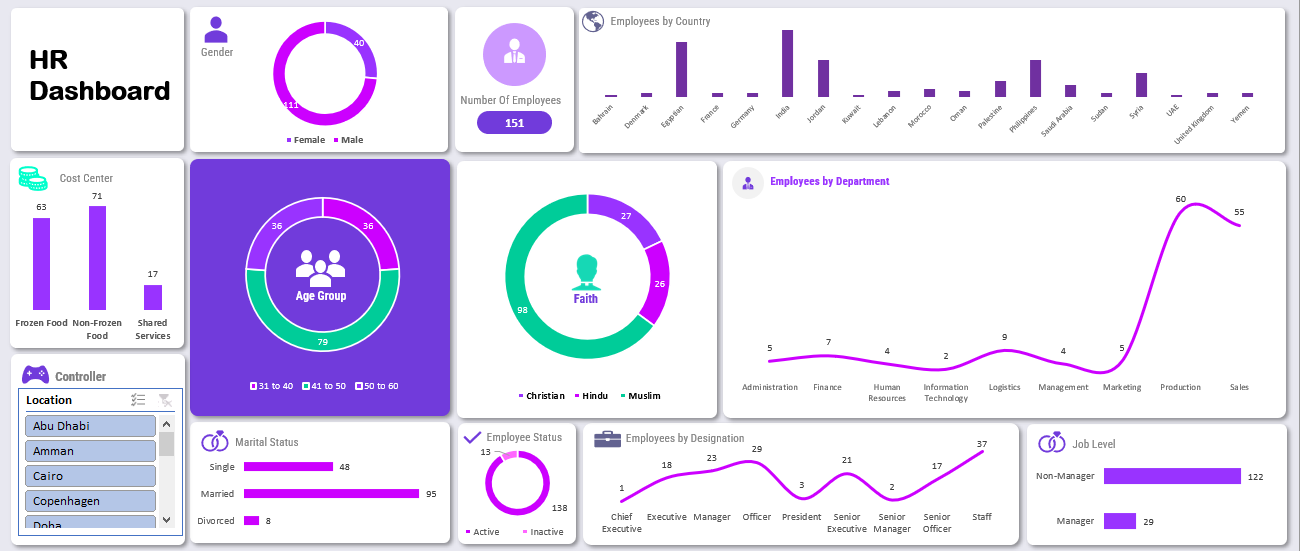 HR
Dashboard
Gender
40
111
Female
Male
Number Of Employees
151
Employees by Country
Bahrain
Denmark
Egyptian
France
Germany
India
Jordan
Kuwait
Lebanon
Morocco
Oman
Palestine
Philippines
Saudi Arabia
Sudan
Syria
UAE
United Kingdom
Yemen
Cost Center
63
71
17
Frozen Food
Non-Frozen
Food
Shared
Services
36
36
79
Age Group
31 to 40
41 to 50
50 to 60
27
26
98
Faith
Christian
Hindu
Muslim
Employees by Department
5
7
4
2
9
4
5
60
55
Administration
Finance
Human
Resources
Information
Technology
Logistics
Management
Marketing
Production
Sales
Controller
Location
Abu Dhabi
Amman
Cairo
Copenhagen
Doha
Marital Status
Single
48
Married
95
Divorced
8
Employee Status
13
138
Active
Inactive
Employees by Designation
1
18
23
29
3
21
2
17
37
Chief
Executive
Executive
Manager
Officer
President
Senior
Executive
Senior
Manager
Senior
Officer
Staff
Job Level
Non-Manager
122
Manager
29